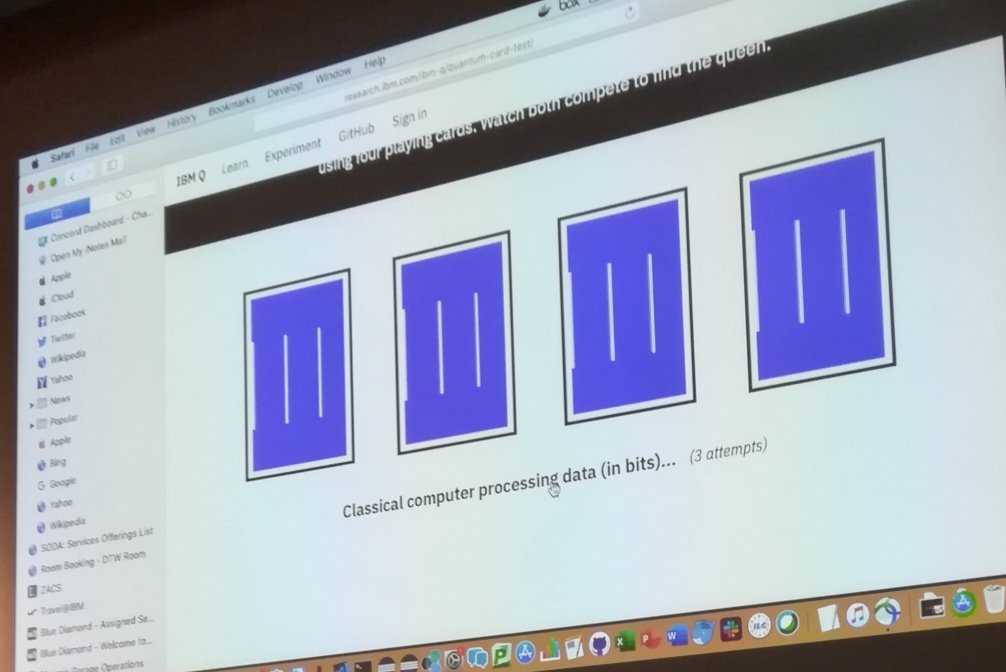 box
Safari File Edit View History Bookmarks Develop Window Help
research.ibm.com/ibm-q/quantum-card-test/
IBM Q Learn Experiment GitHub Sign in
using four playing cards. Watch both compete to find the queen.
Concord Dashboard - Cha...
Open My iNotes Mail
Apple
iCloud
Facebook
Twitter
Wikipedia
Yahoo
News
Popular
Apple
Bing
Google
Yahoo
Wikipedia
SODA: Services Offerings List
Room Booking - DTW Room
ZACS
Travel@IBM
Blue Diamond - Assigned Se...
Blue Diamond - Welcome to...
Garage Operations
Classical computer processing data (in bits)... (3 attempts)